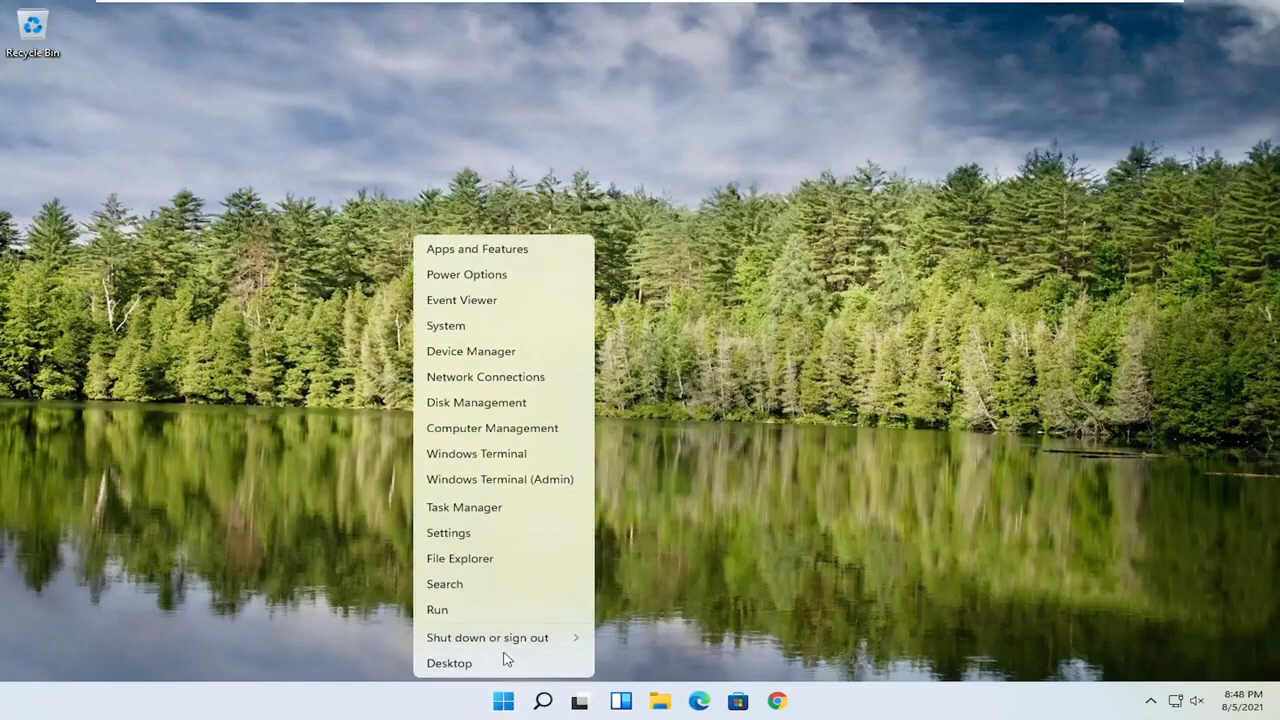 Recycle Bin
Apps and Features
Power Options
Event Viewer
System
Device Manager
Network Connections
Disk Management
Computer Management
Windows Terminal
Windows Terminal (Admin)
Task Manager
Settings
File Explorer
Search
Run
Shut down or sign out
Desktop
8:48 PM
8/5/2021